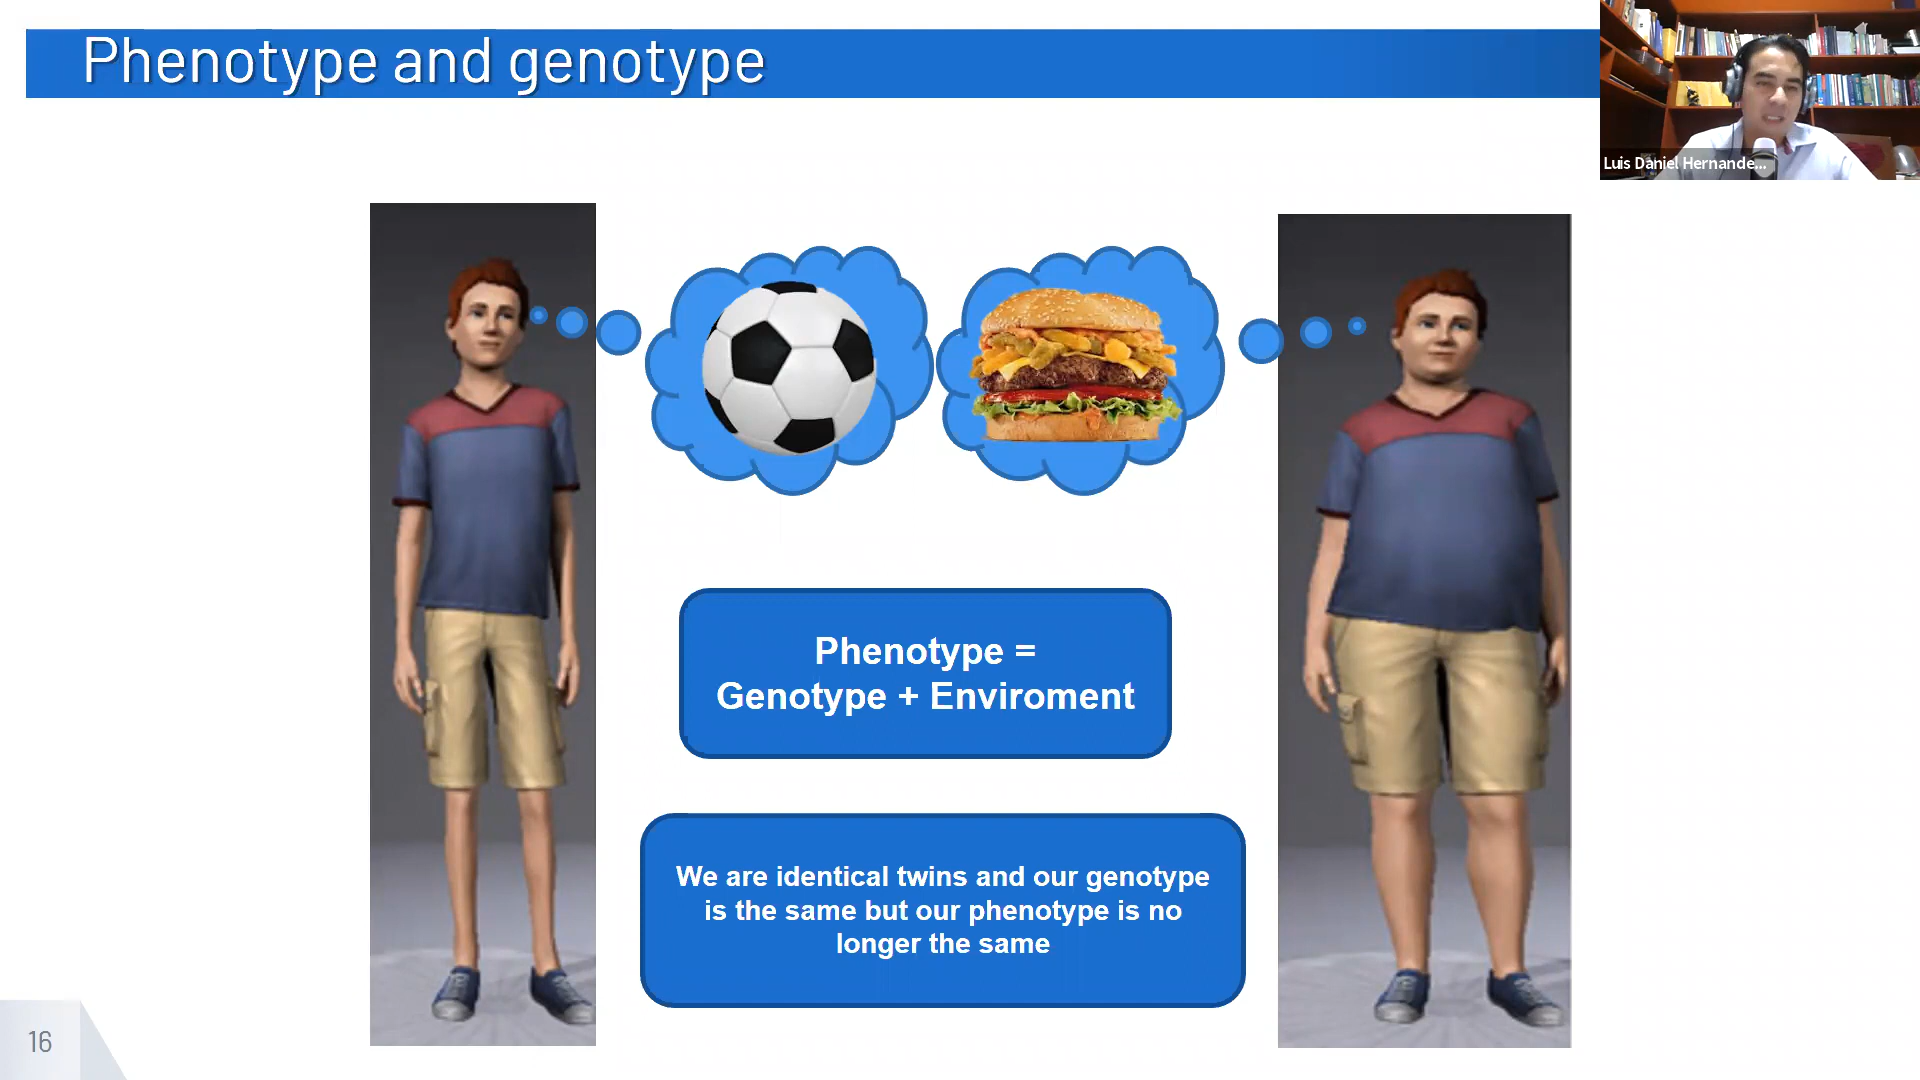 Phenotype and genotype
Luis Daniel Hernande...
Phenotype =
Genotype + Enviroment
We are identical twins and our genotype
is the same but our phenotype is no
longer the same
16